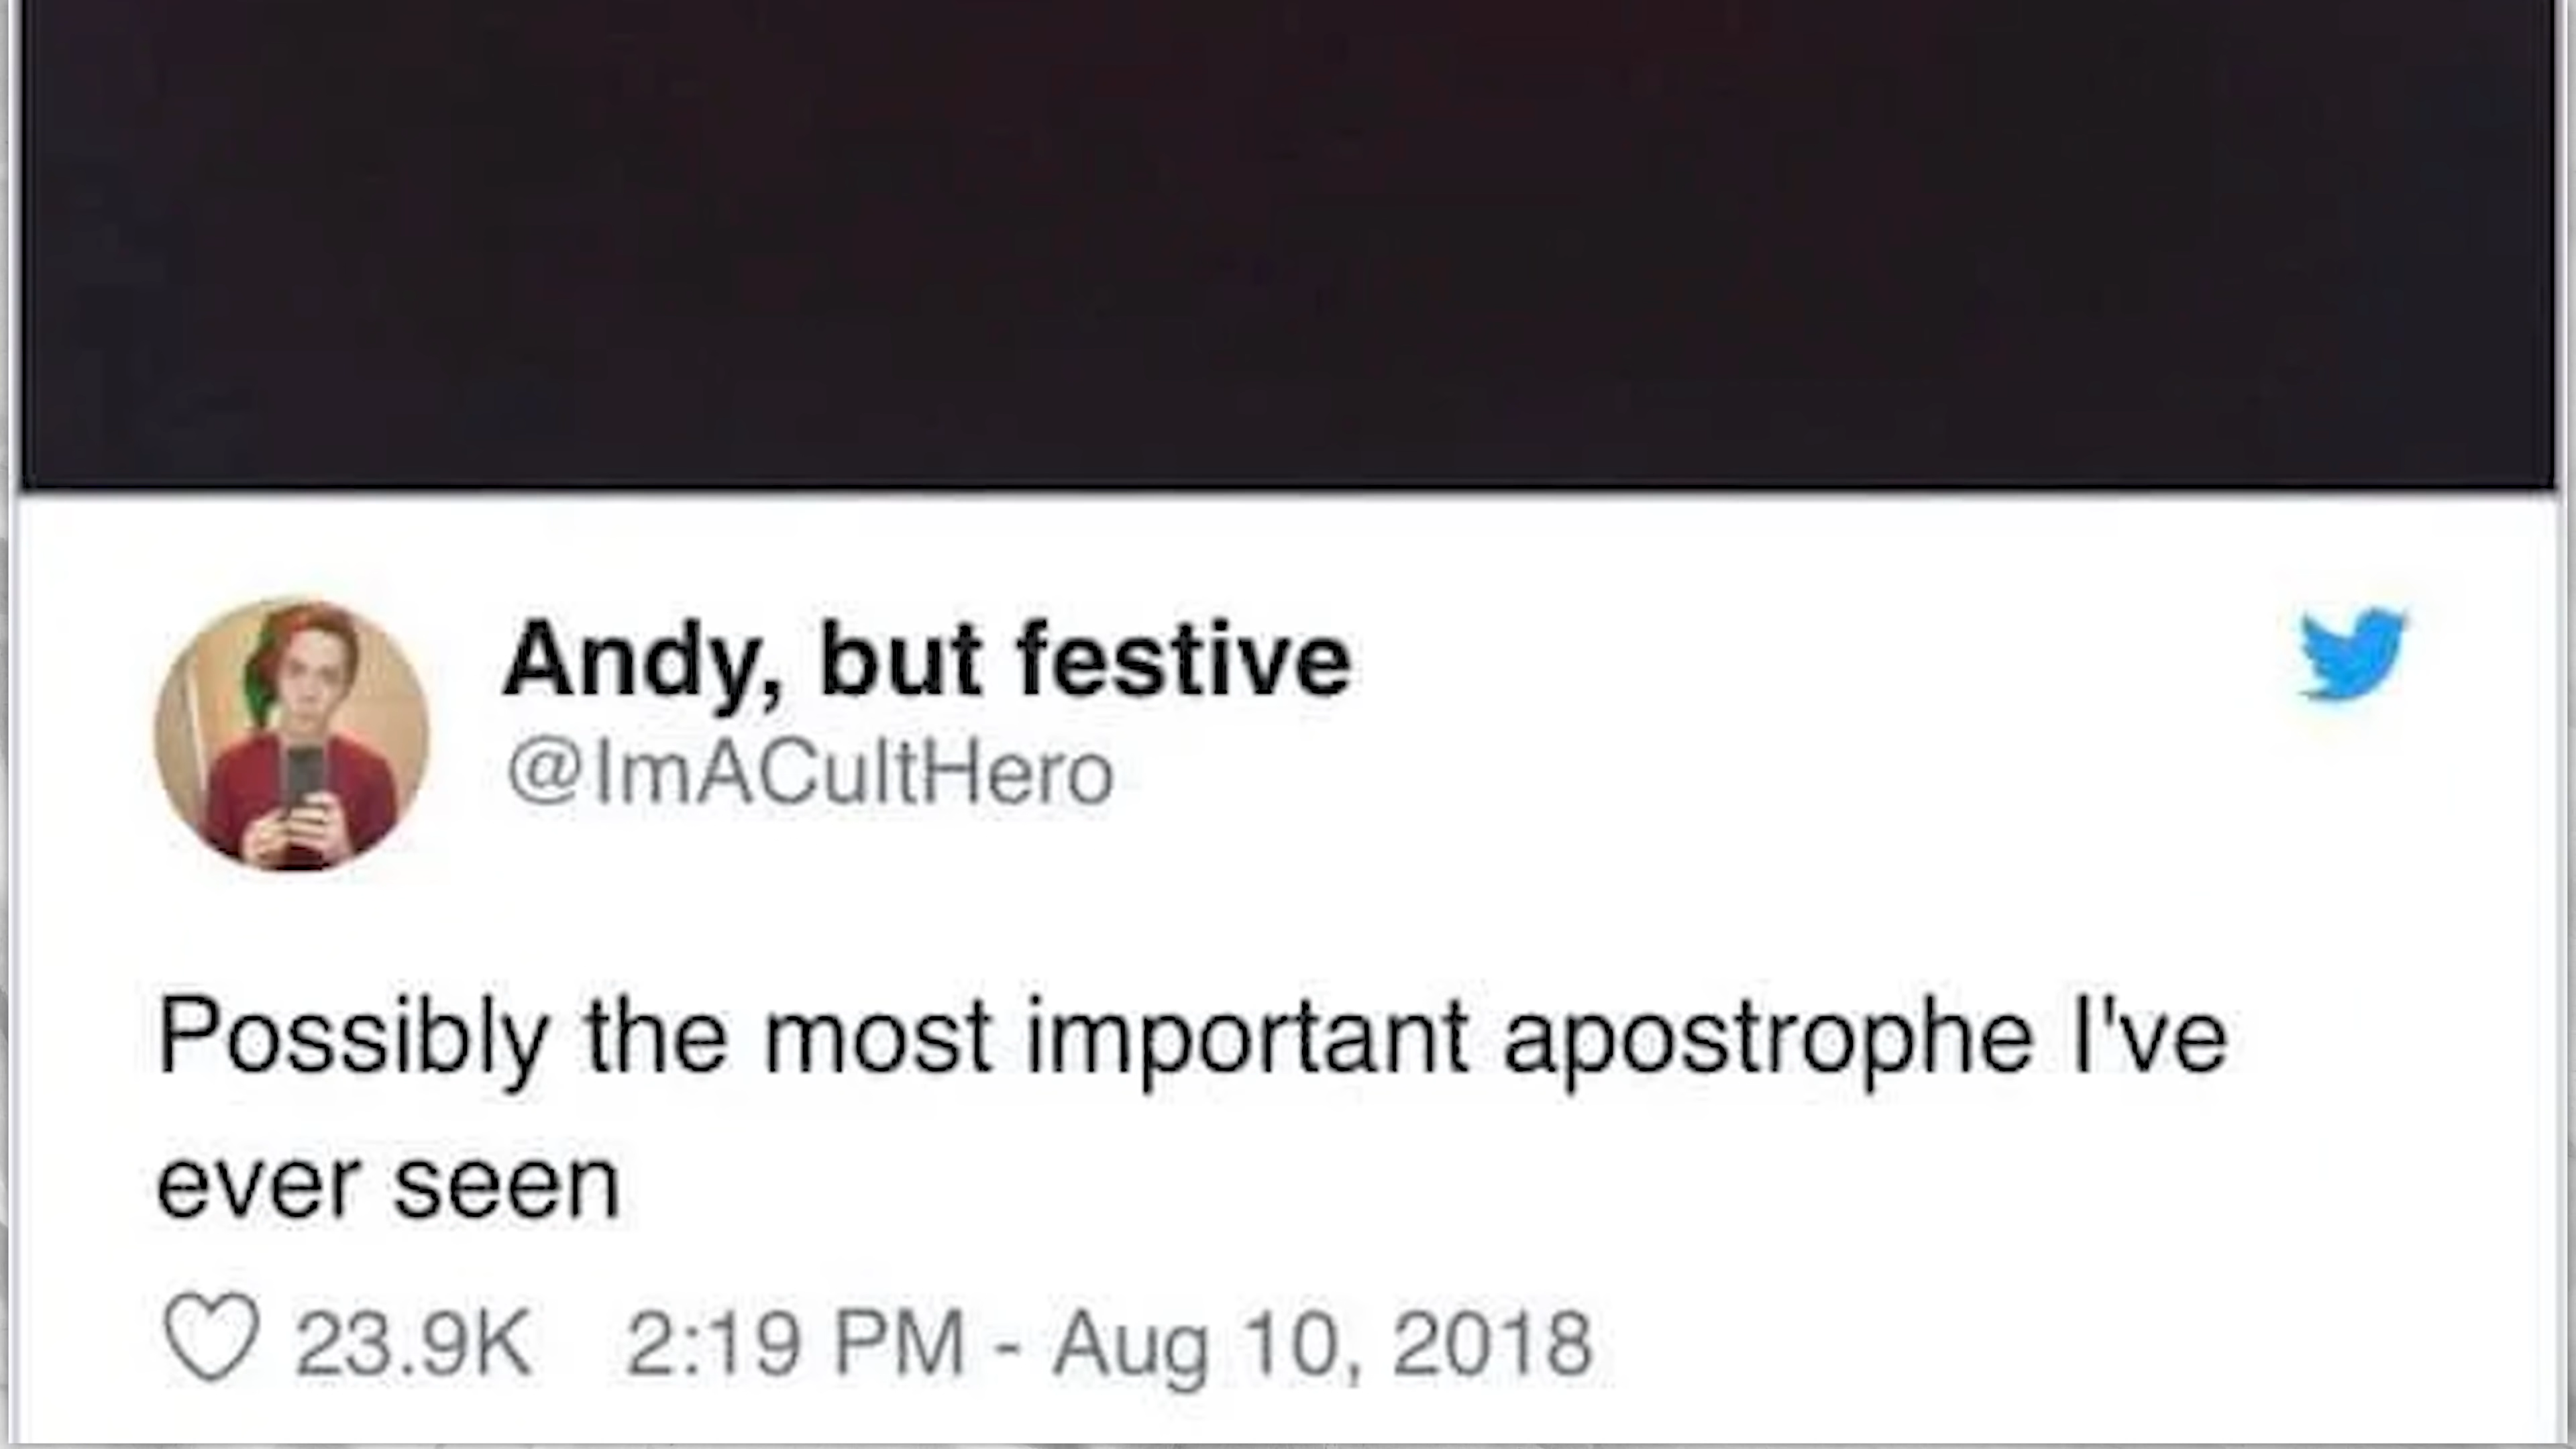 Andy, but festive
@ImACultHero
Possibly the most important apostrophe I've
ever seen
23.9K 2:19 PM - Aug 10, 2018